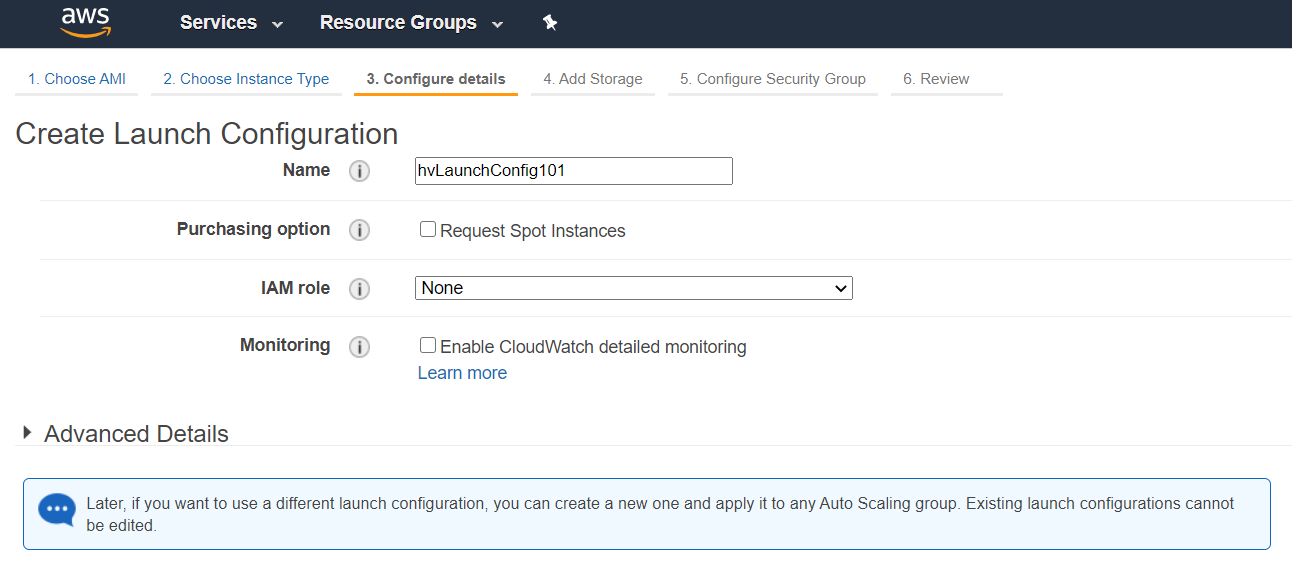 aws Services Resource Groups
1. Choose AMI 2. Choose Instance Type 3. Configure details 4. Add Storage 5. Configure Security Group 6. Review
Create Launch Configuration
Name i hvLaunchConfig101
Purchasing option i Request Spot Instances
IAM role i None
Monitoring i Enable CloudWatch detailed monitoring
Learn more
Advanced Details
Later, if you want to use a different launch configuration, you can create a new one and apply it to any Auto Scaling group. Existing launch configurations cannot
be edited.